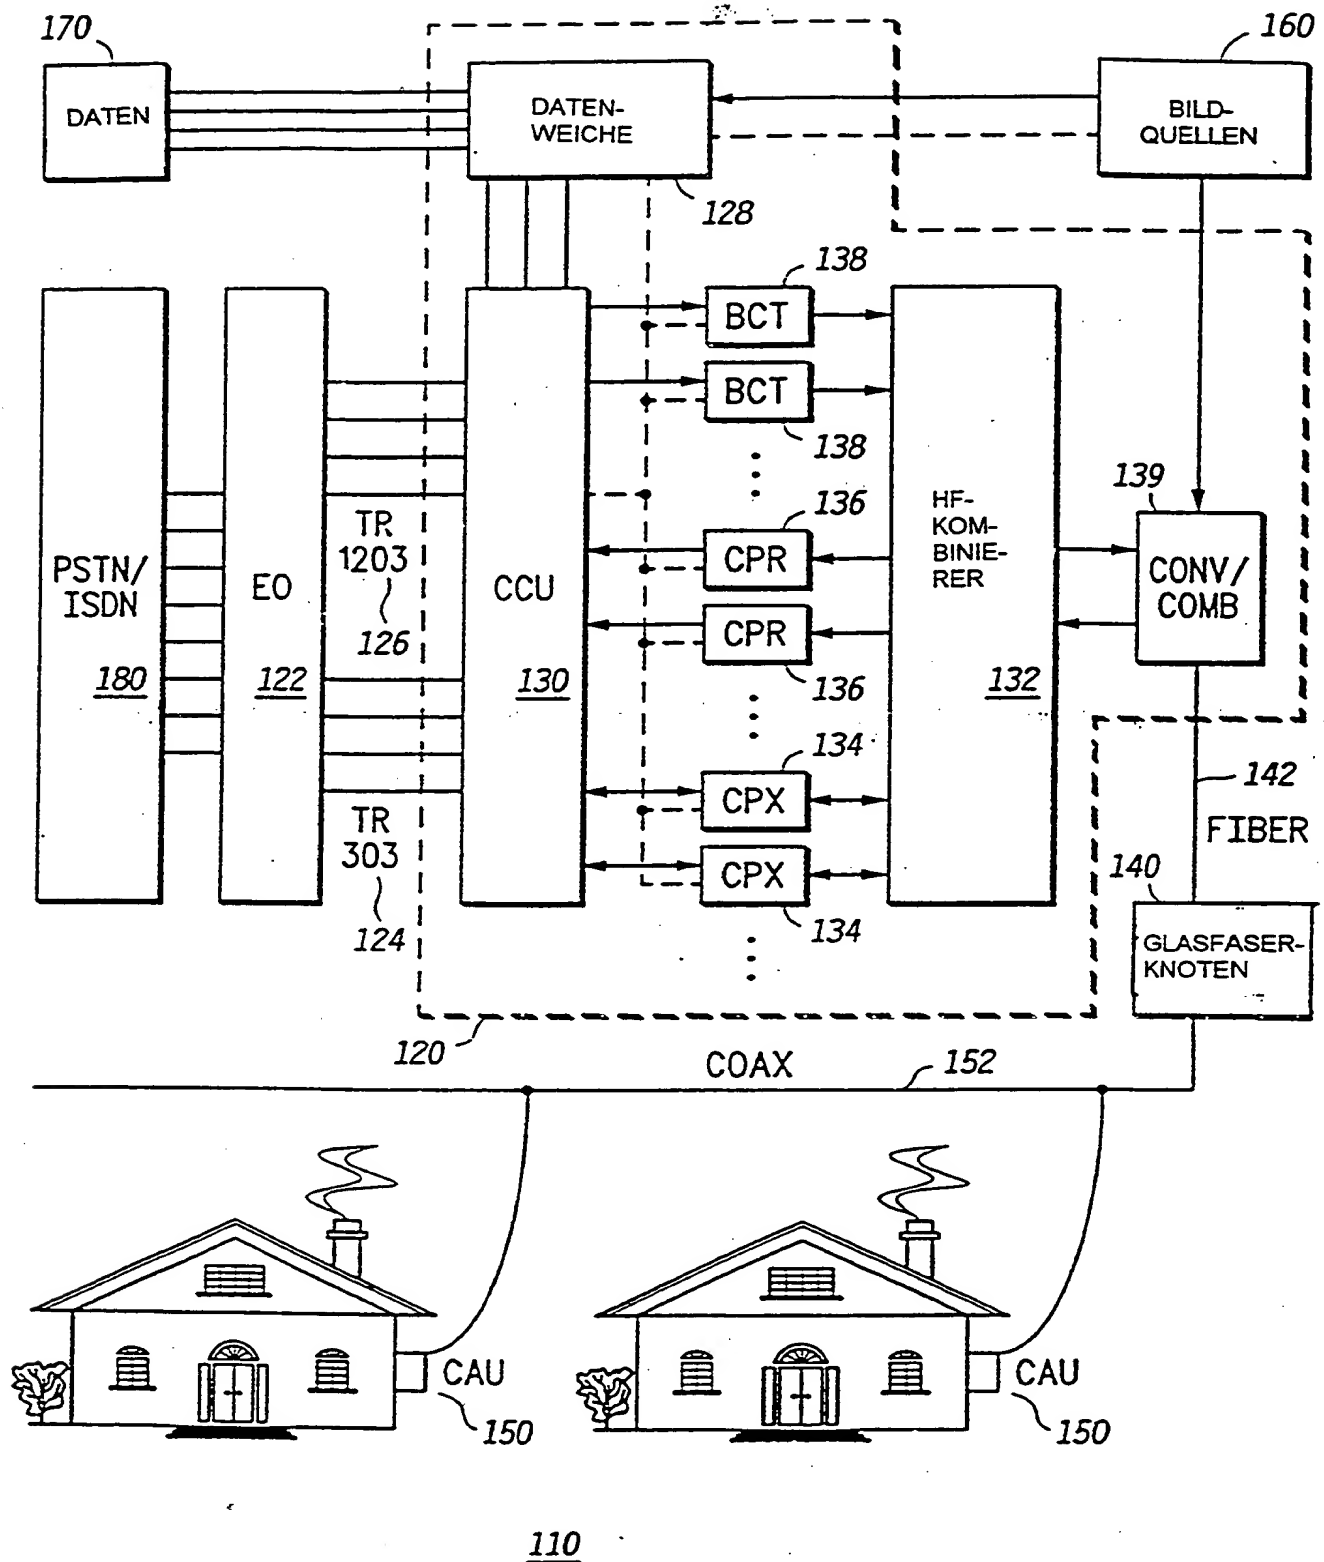 170
160
DATEN
DATEN-
WEICHE
BILD-
QUELLEN
128
138
BCT
BCT
138
139
136
HF-
KOM-
BINIE-
RER
TR
1203
126
PSTN/
ISDN
180
EO
122
CCU
130
CPR
CPR
136
132
CONV/
COMB
134
CPX
142
FIBER
TR
303
124
CPX
134
140
GLASFASER-
KNOTEN
120
COAX
152
CAU
150
CAU
150
110